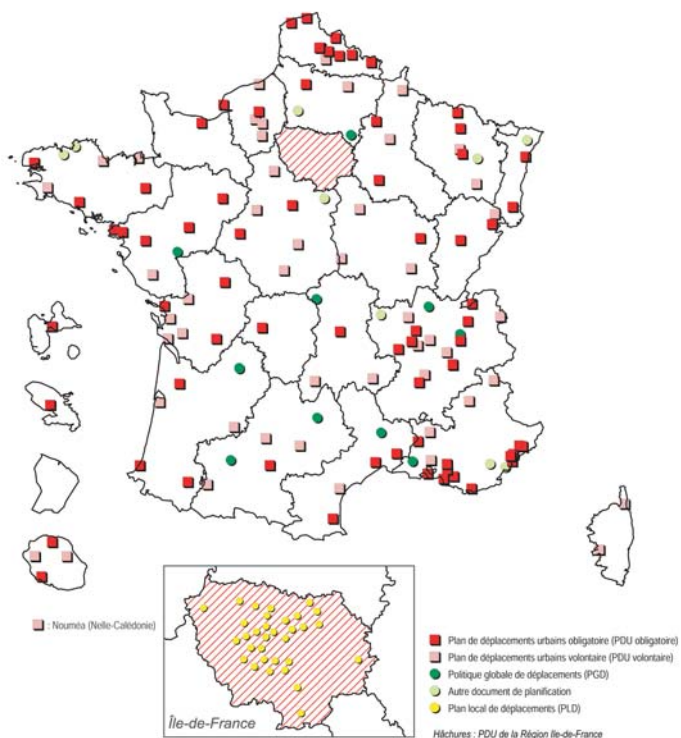 : Nouméa (Nelle-Calédonie)
Île-de-France
Plan de déplacements urbains obligatoire (PDU obligatoire)
Plan de déplacements urbains volontaire (PDU volontaire)
Politique globale de déplacements (PGD)
Autre document de planification
Plan local de déplacements (PLD)
Hâchures : PDU de la Région Ile-de-France